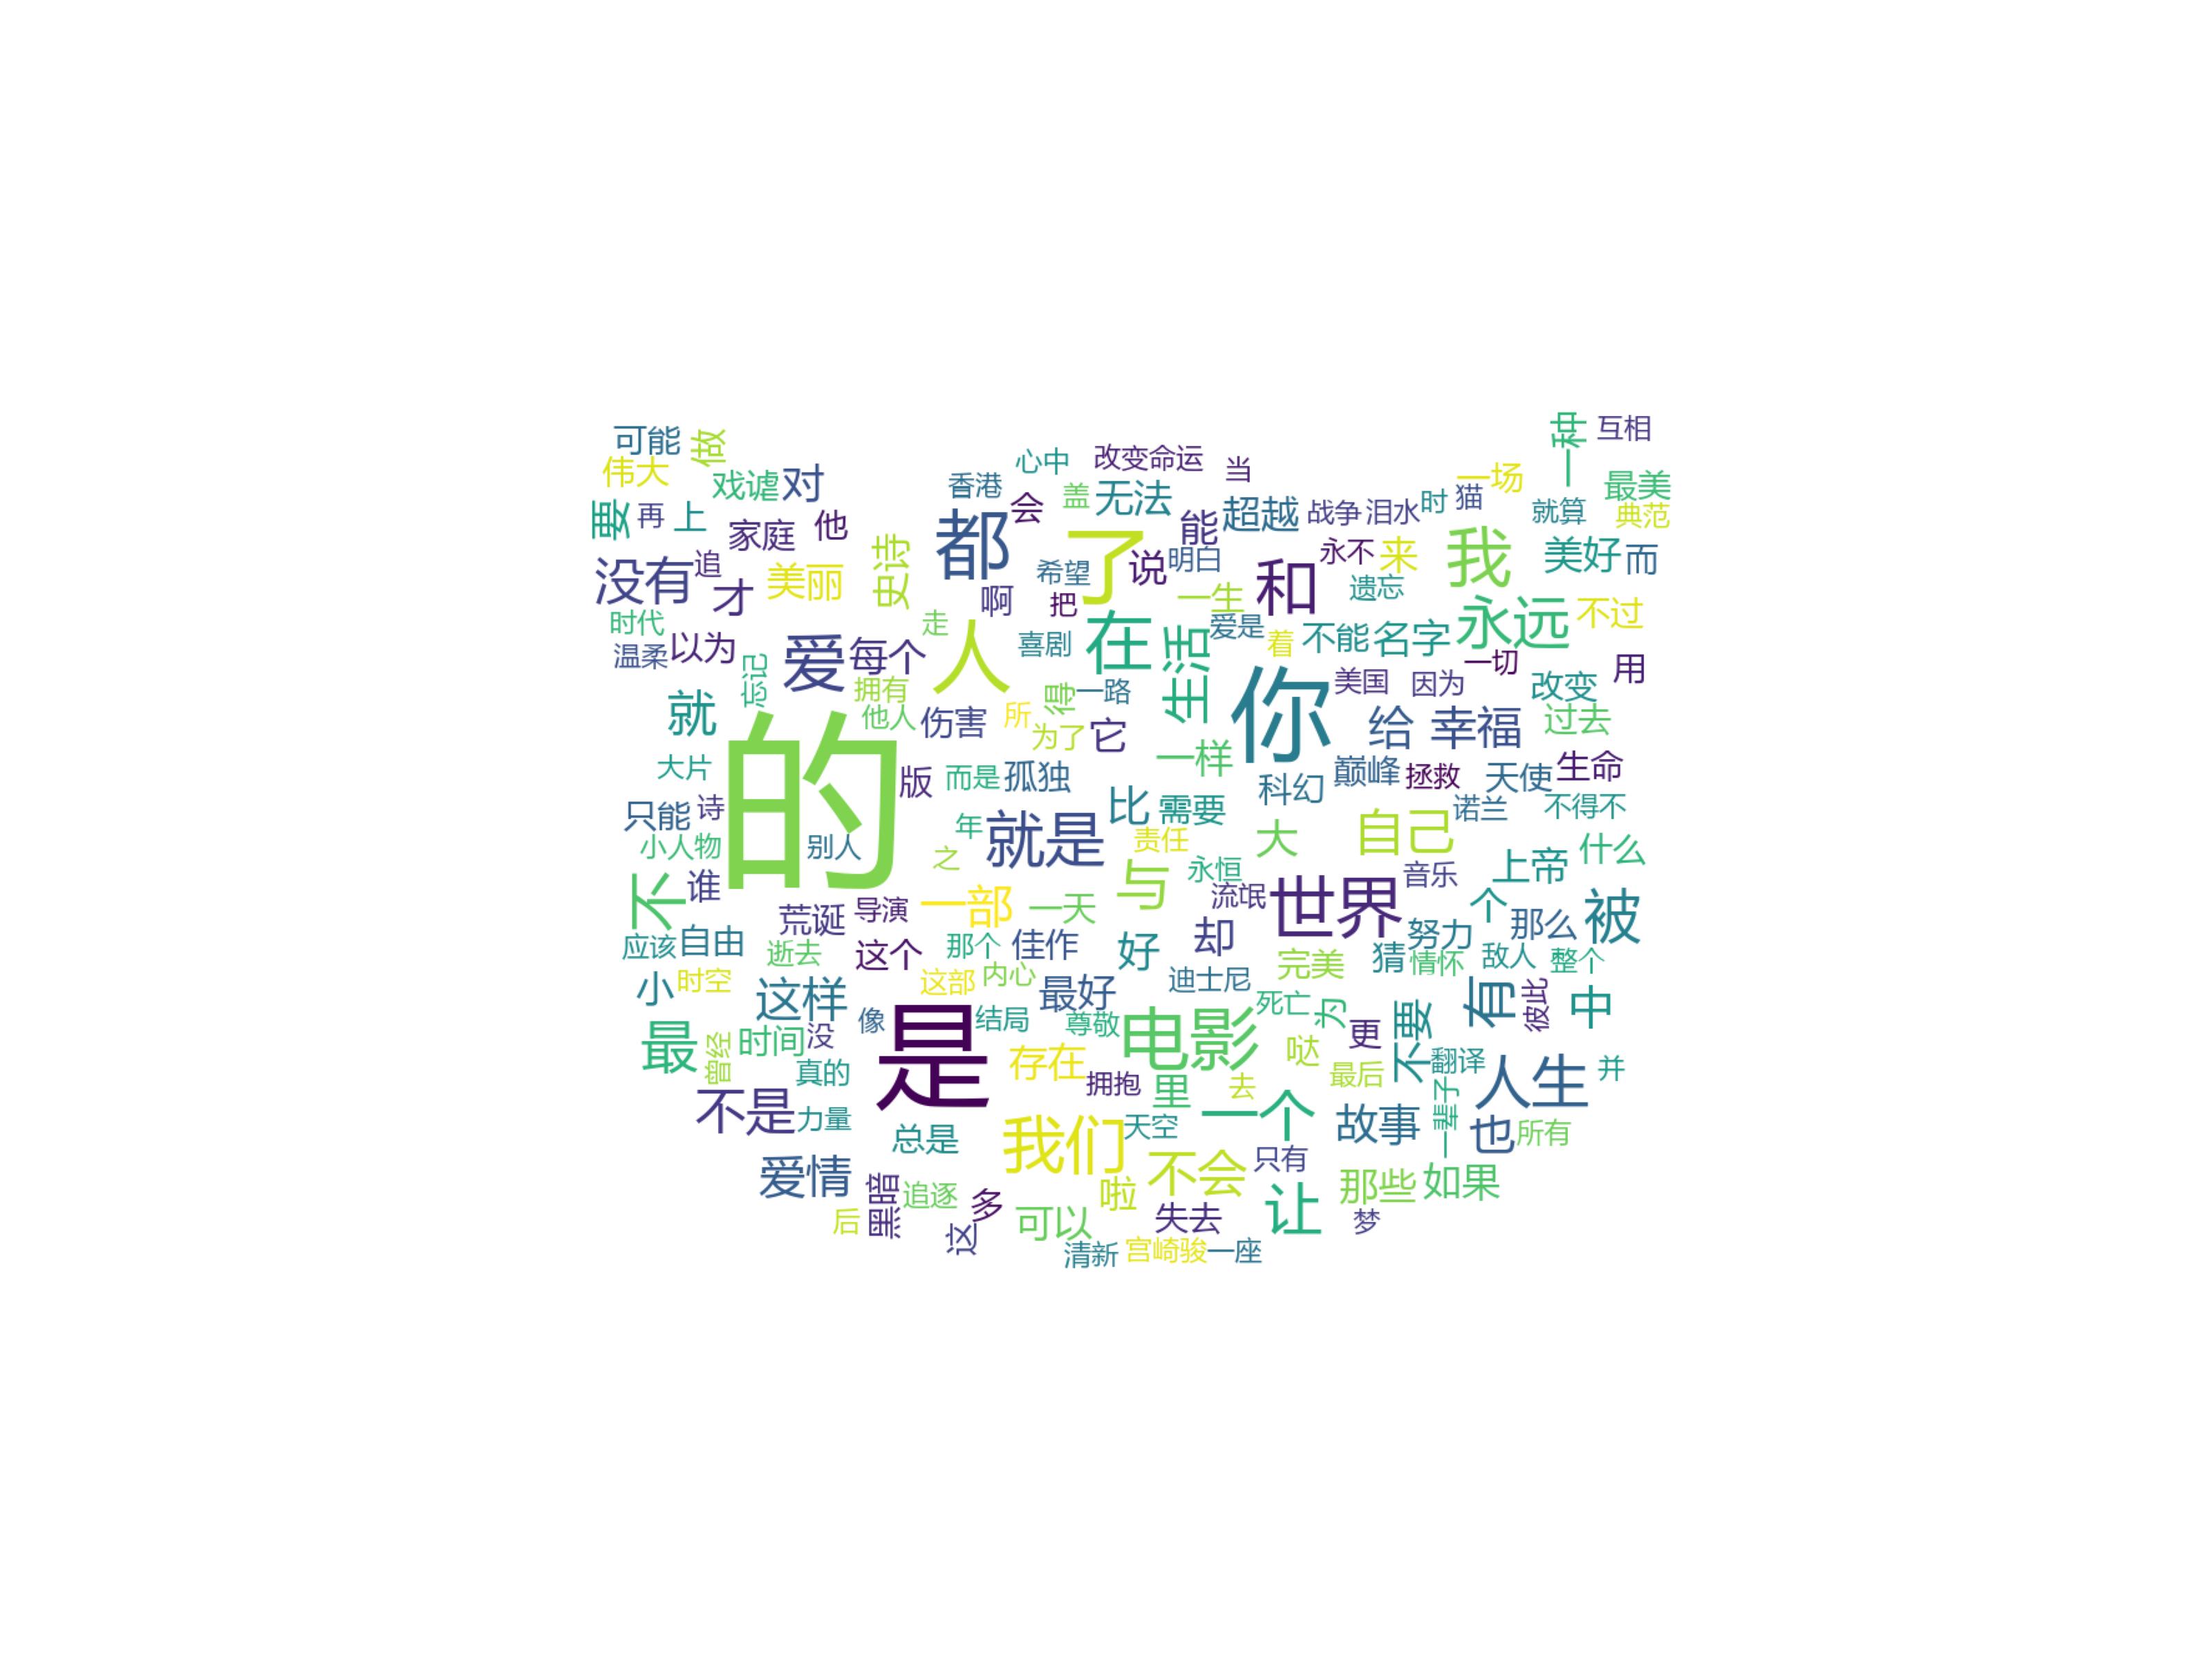 可能
做
伟大
戏谑
对
心中
改变命运
当
一种
互相
香港
盖
无法
一场
最美
要
再
上
会
能
超越
战争
泪水
时
猫
就算
典范
家庭
他
史诗
都
了
说
明白
和
永不
来
我
美好
而
没有
追
才
美丽
啊
希望
把
一生
遗忘
时代
温柔
以为
爱
每个
走
人
喜剧
在
生活
爱是
着
不能
名字
永远
不过
一切
用
忘记
拥有
得
一路
你
美国
因为
改变
就
他人
伤害
所
为了
它
给
幸福
过去
的
大片
版
而是
孤独
一样
科幻
巅峰
拯救
天使
生命
只能
诗
比
需要
诺兰
不得不
小人物
别人
年
之
就是
责任
大
自己
什么
不
谁
永恒
与
流氓
世界
音乐
上帝
荒诞
导演
一部
一天
个
那么
被
应该
自由
逝去
这个
那个
佳作
好
却
努力
完美
猜
情怀
敌人
整个
小
时空
这部
内心
最好
迪士尼
这样
是
像
结局
尊敬
电影
死亡
为
更
不要
有
彼此
中
最
曾经
时间
没
真的
存在
哒
最后
翻译
人生
并
不是
力量
拥抱
里
去
一个
故事
一辈子
也
所有
总是
我们
天空
爱情
不会
只有
那些
如果
黑暗
追逐
多
啦
让
后
这
可以
失去
梦
清新
宫崎骏
一座